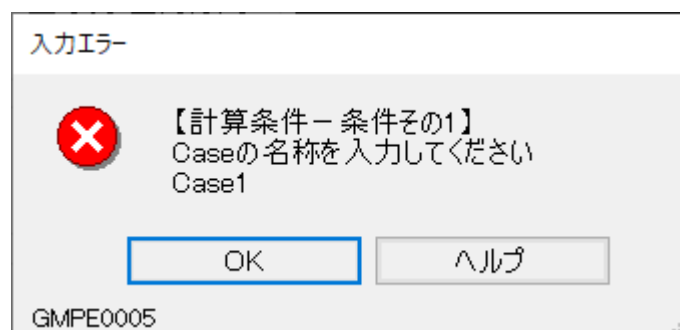 入力エラー
【計算条件－条件その1】
Caseの名称を入力してください
Case1
OK
ヘルプ
GMPE0005